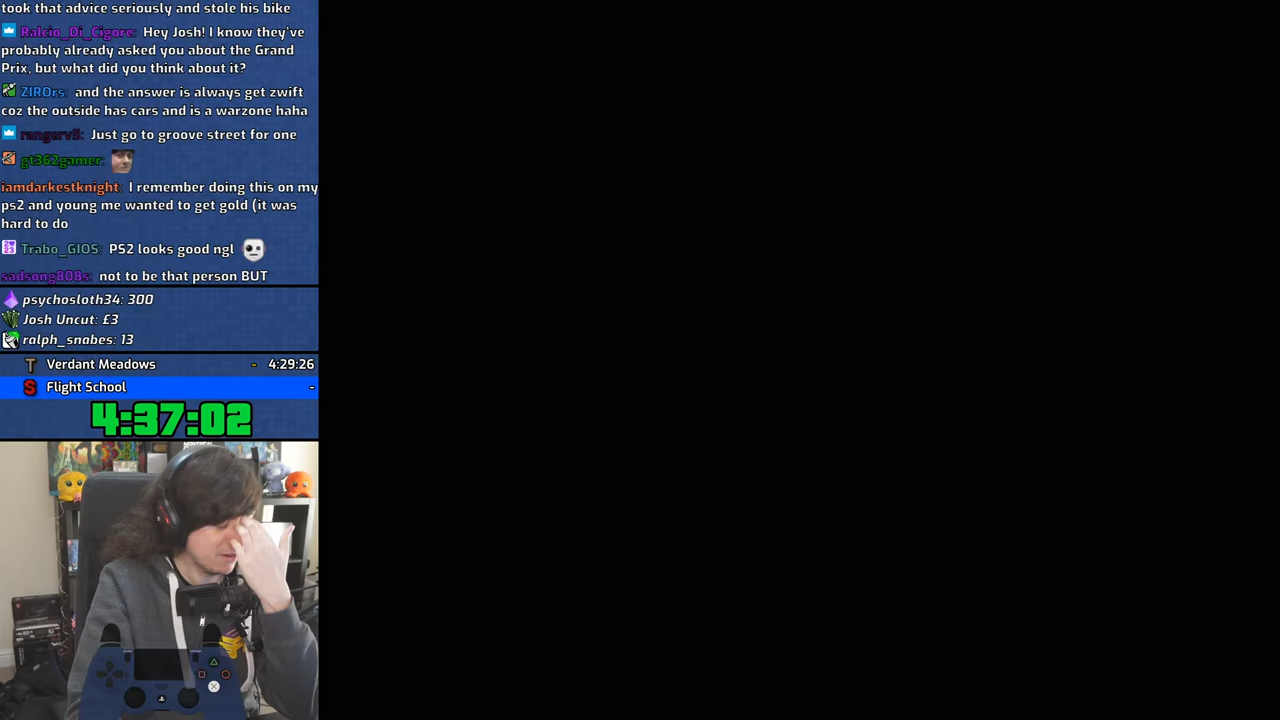 took that advice seriously and stole his bike
Ralcio_Di_Cigore: Hey Josh! I know they've
probably already asked you about the Grand
Prix, but what did you think about it?
ZIROrs: and the answer is always get zwift
coz the outside has cars and is a warzone haha
rangerv5: Just go to groove street for one
gt362gamer:
iamdarkestknight: I remember doing this on my
ps2 and young me wanted to get gold (it was
hard to do
Trabo_GIOS: PS2 looks good ngl
sadsong808s: not to be that person BUT
psychosloth34: 300
Josh Uncut: £3
ralph_snabes: 13
T Verdant Meadows - 4:29:26
S Flight School -
4:37:02